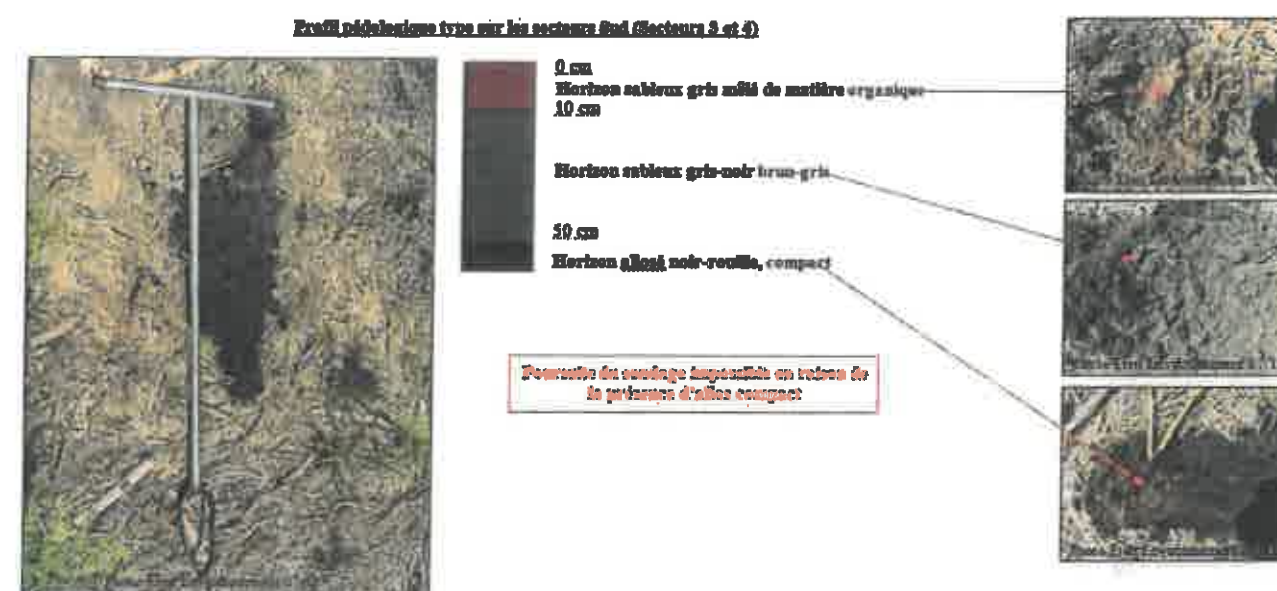 Profil pédologique type sur les secteurs Sud (Secteurs 3 et 4)
0 cm
Horizon sableux gris mêlé de matière organique
10 cm
Horizon sableux gris-noir brun-gris
50 cm
Horizon aliosé noir-rouille, compact
Poursuite du sondage impossible en raison de
la présence d'alios compact